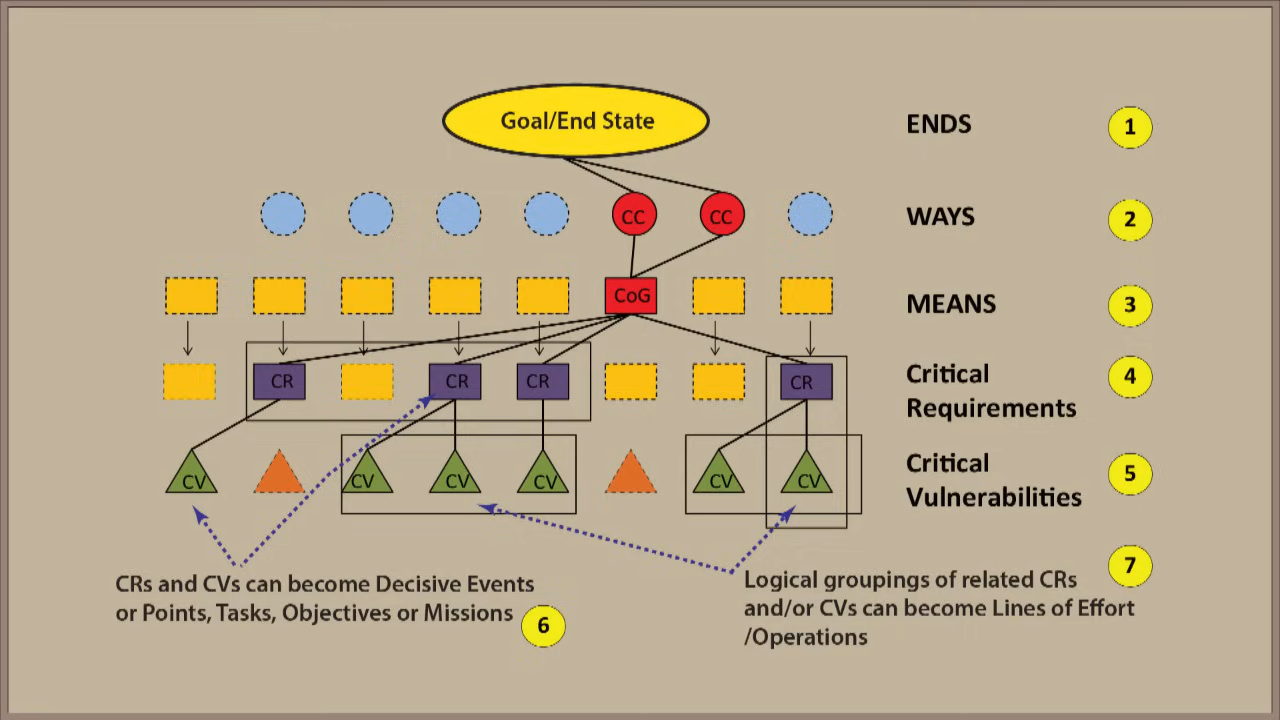 Goal/End State
ENDS
1
CC
CC
WAYS
2
CoG
MEANS
3
CR
CR
CR
CR
Critical
Requirements
4
CV
CV
CV
CV
CV
CV
Critical
Vulnerabilities
5
CRs and CVs can become Decisive Events
or Points, Tasks, Objectives or Missions
6
Logical groupings of related CRs
and/or CVs can become Lines of Effort
/Operations
7